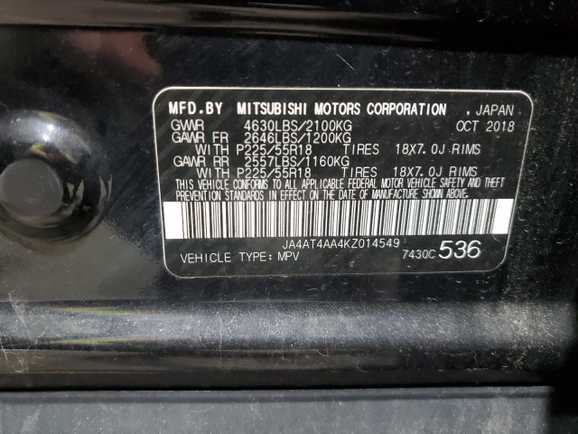 MFD.BY MITSUBISHI MOTORS CORPORATION , JAPAN
GVWR 4630LBS/2100KG OCT 2018
GAWR FR 2646LBS/1200KG
WITH P225/55R18 TIRES 18X7.0J RIMS
GAWR RR 2557LBS/1160KG
WITH P225/55R18 TIRES 18X7.0J RIMS
THIS VEHICLE CONFORMS TO ALL APPLICABLE FEDERAL MOTOR VEHICLE SAFETY AND THEFT
PREVENTION STANDARDS IN EFFECT ON THE DATE OF MANUFACTURE SHOWN ABOVE.
JA4AT4AA4KZ014549
VEHICLE TYPE: MPV 7430C 536